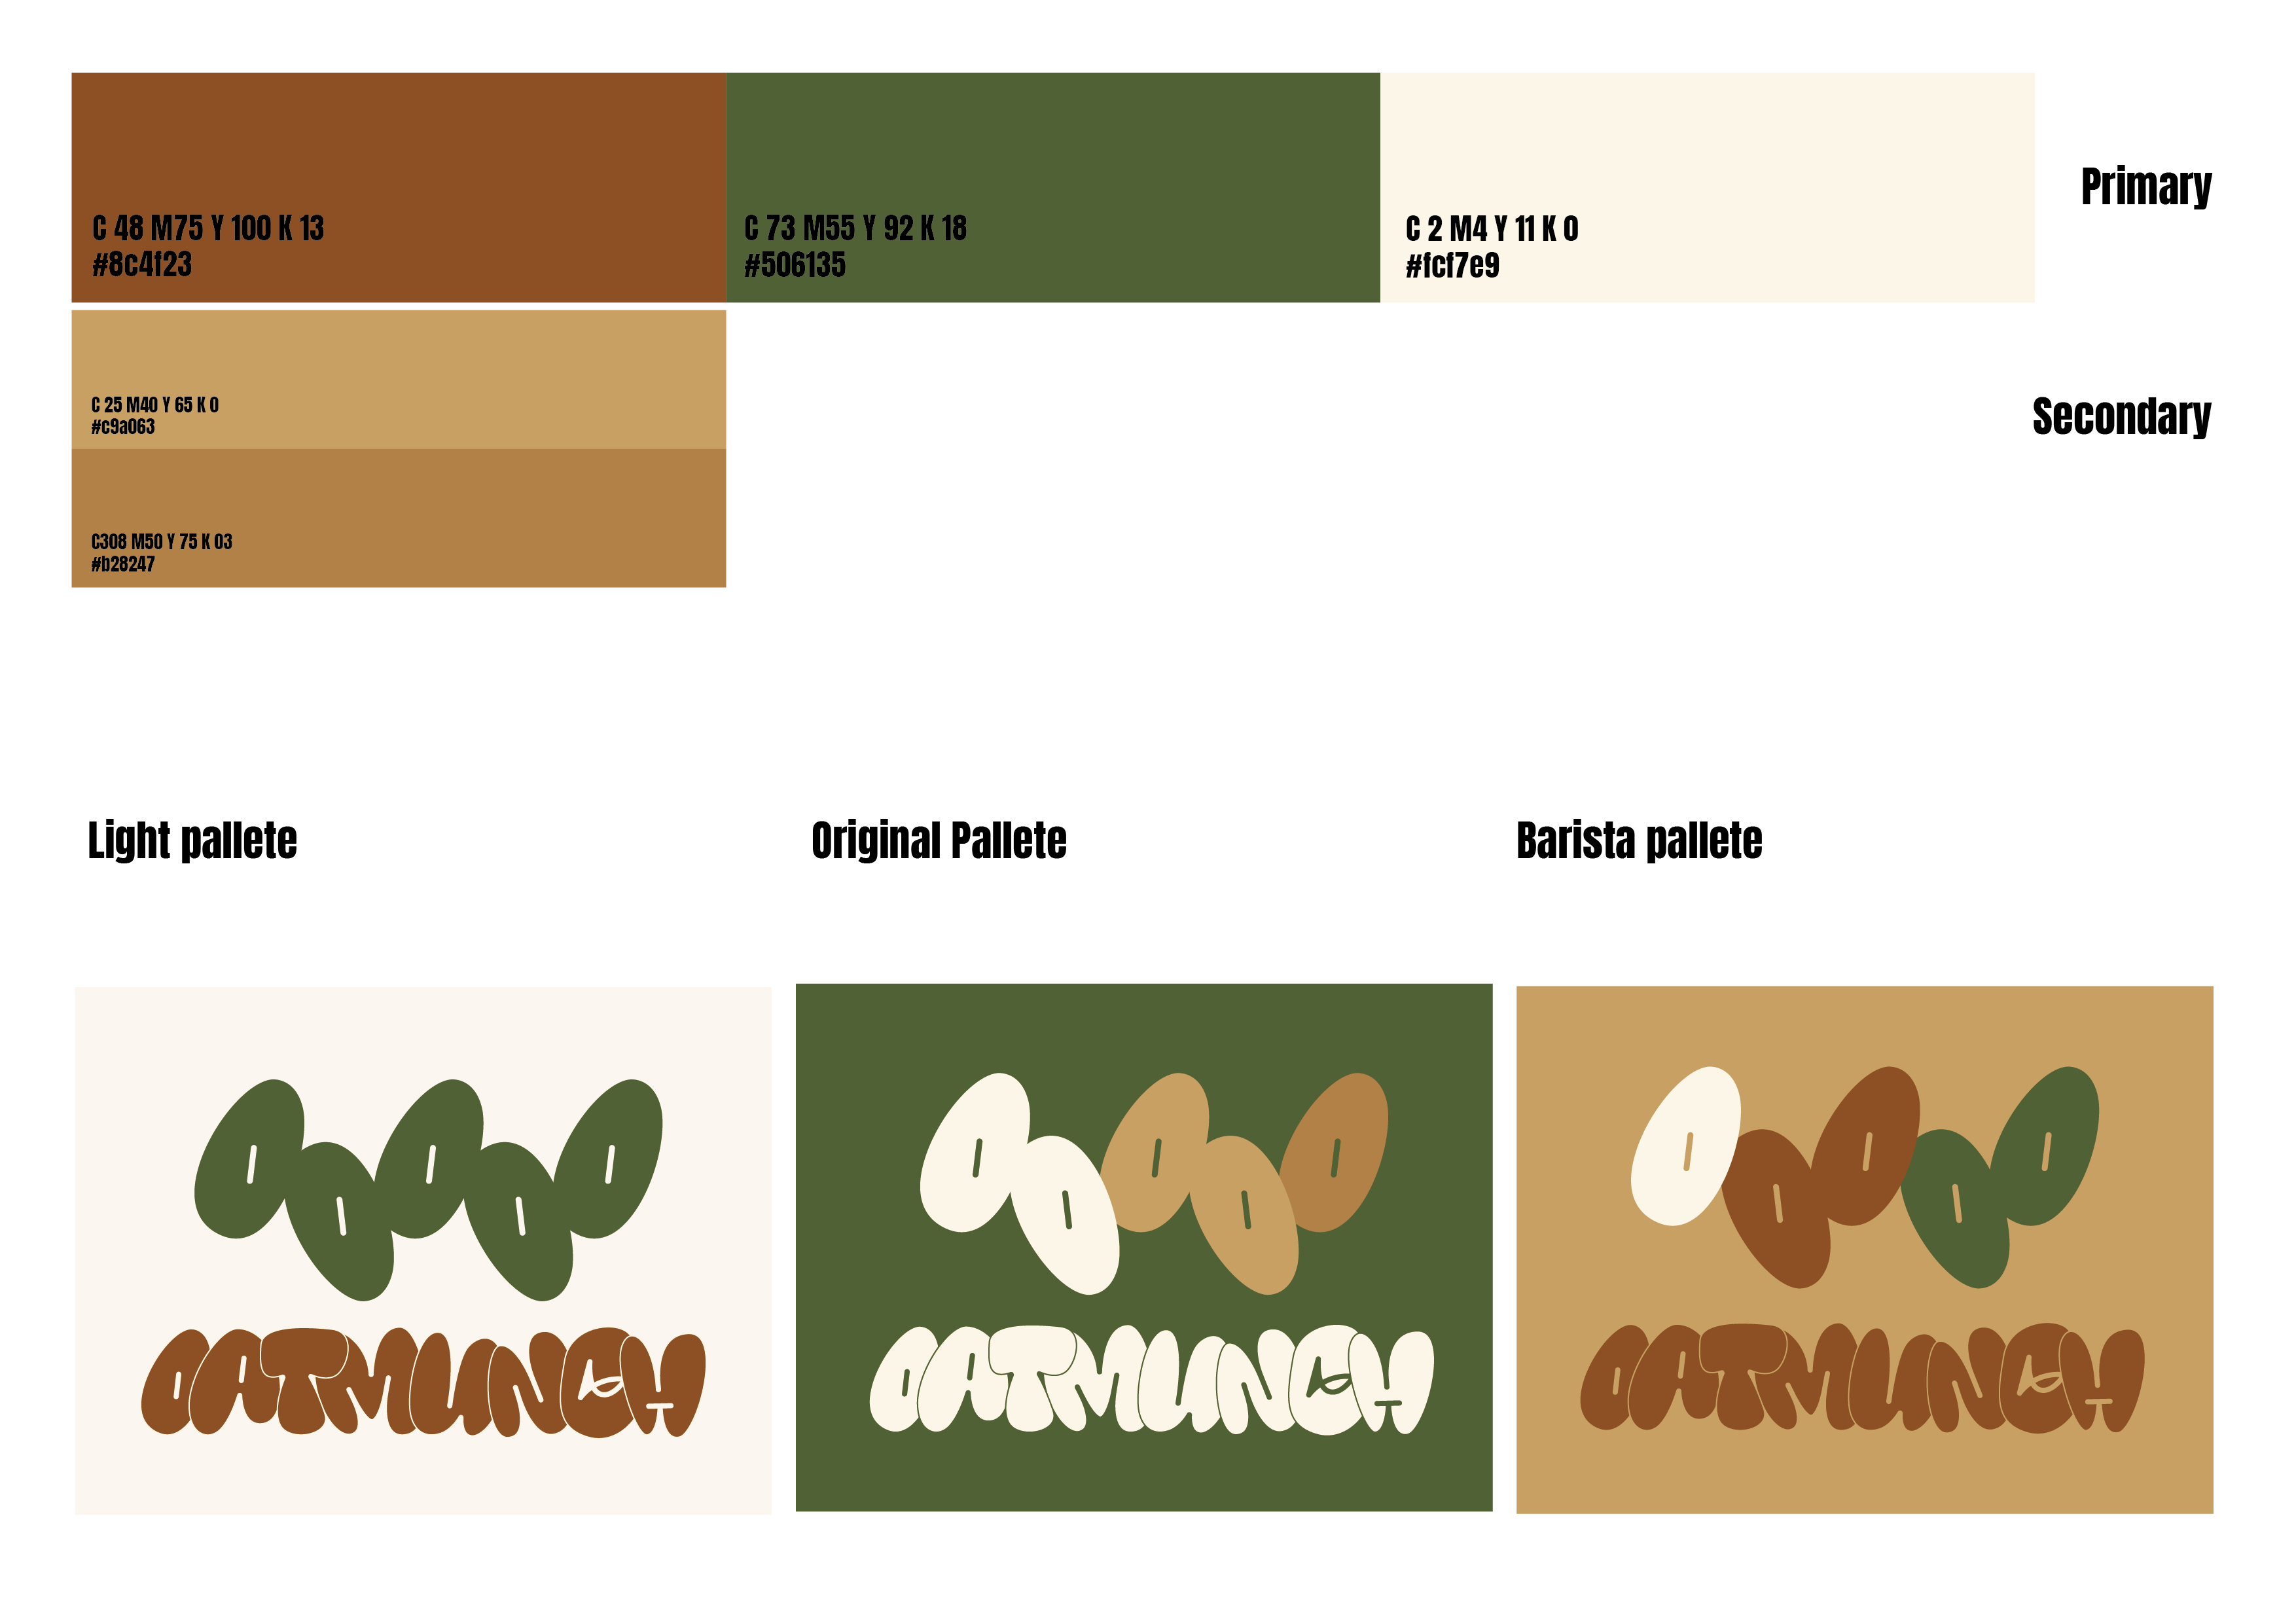 C 48 M75 Y 100 K 13
#8c4f23
C 73 M55 Y 92 K 18
#506135
C 2 M4 Y 11 K 0
#fcf7e9
Primary
C 25 M40 Y 65 K 0
#c9a063
Secondary
C308 M50 Y 75 K 03
#b28247
Light pallete
Original Pallete
Barista pallete
OATMUNCH
OATMUNCH
OATMUNCH